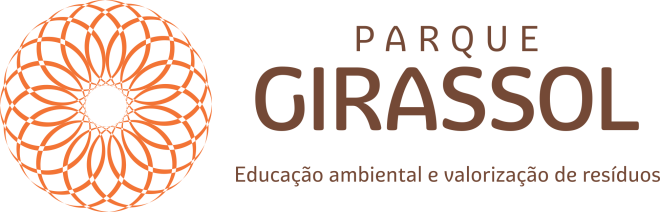 PARQUE
GIRASSOL
Educação ambiental e valorização de resíduos